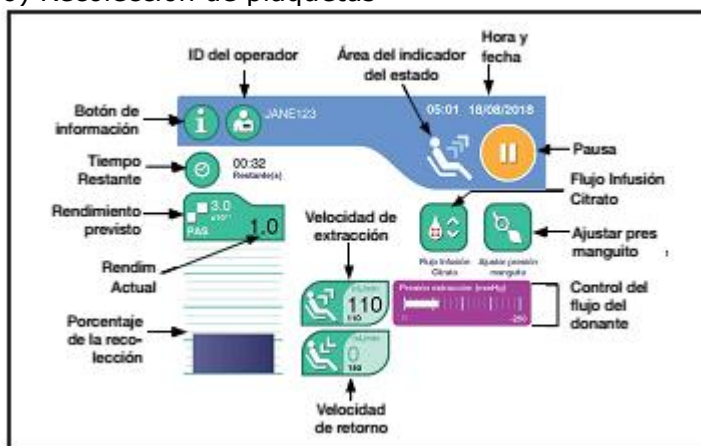 Recolección de plaquetas
Hora y
fecha
ID del operador
Área del indicador
del estado
Botón de
información
JANE123
05:01 18/08/2018
Pausa
Tiempo
Restante
00:32
Restante(s)
Flujo Infusión
Citrato
Rendimiento
previsto
3.0
PAS
1.0
Velocidad de
extracción
Ajustar pres
manguito
Flujo Infusión
Citrato
Ajustar presión
manguito
Rendim
Actual
mL/min
110
110
Presión extracción (mmHg)
0
-250
Control del
flujo del
donante
Porcentaje
de la reco-
lección
mL/min
0
Velocidad
de retorno